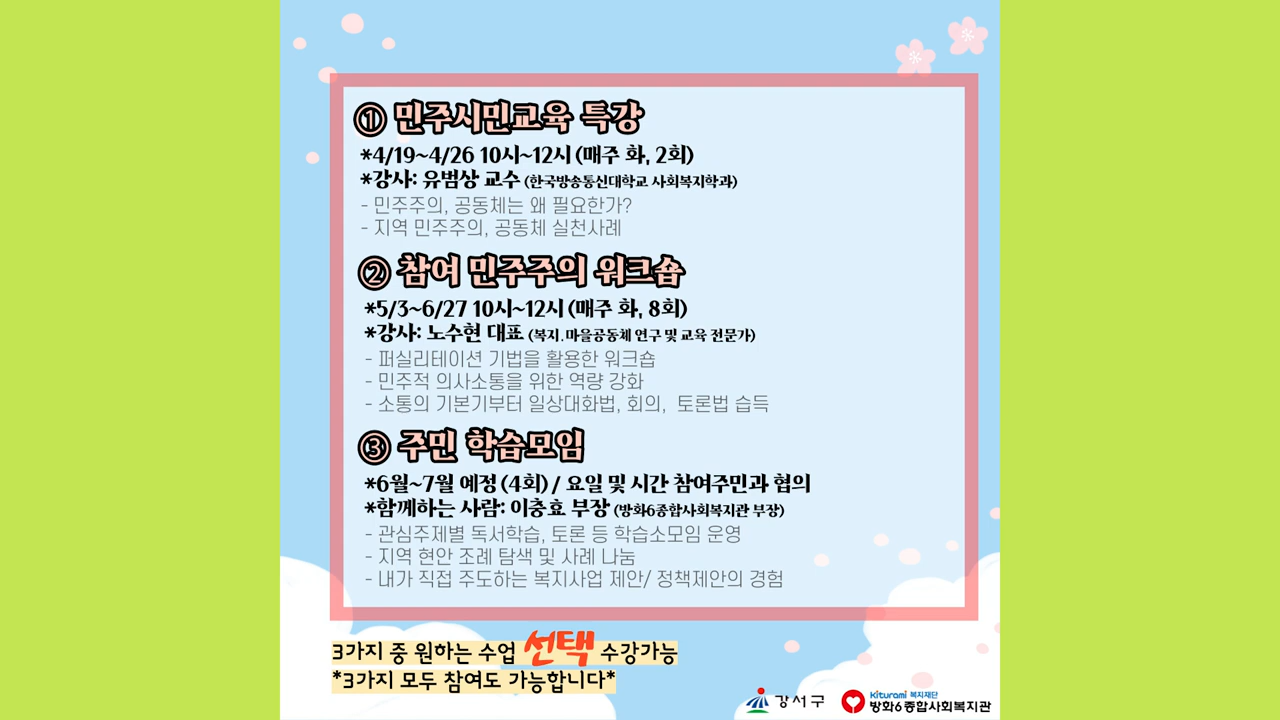 ① 민주시민교육 특강
*4/19~4/26 10시~12시 (매주 화, 2회)
*강사: 유범상 교수 (한국방송통신대학교 사회복지학과)
- 민주주의, 공동체는 왜 필요한가?
- 지역 민주주의, 공동체 실천사례
② 참여 민주주의 워크숍
*5/3~6/27 10시~12시 (매주 화, 8회)
*강사: 노수현 대표 (복지.마을공동체 연구 및 교육 전문가)
- 퍼실리테이션 기법을 활용한 워크숍
- 민주적 의사소통을 위한 역량 강화
- 소통의 기본기부터 일상대화법, 회의, 토론법 습득
③ 주민 학습모임
*6월~7월 예정 (4회) / 요일 및 시간 참여주민과 협의
*함께하는 사람: 이충효 부장 (방화6종합사회복지관 부장)
- 관심주제별 독서학습, 토론 등 학습소모임 운영
- 지역 현안 조례 탐색 및 사례 나눔
- 내가 직접 주도하는 복지사업 제안/ 정책제안의 경험
3가지 중 원하는 수업 선택 수강가능
*3가지 모두 참여도 가능합니다*
강서구
Kiturami 복지재단
방화6종합사회복지관